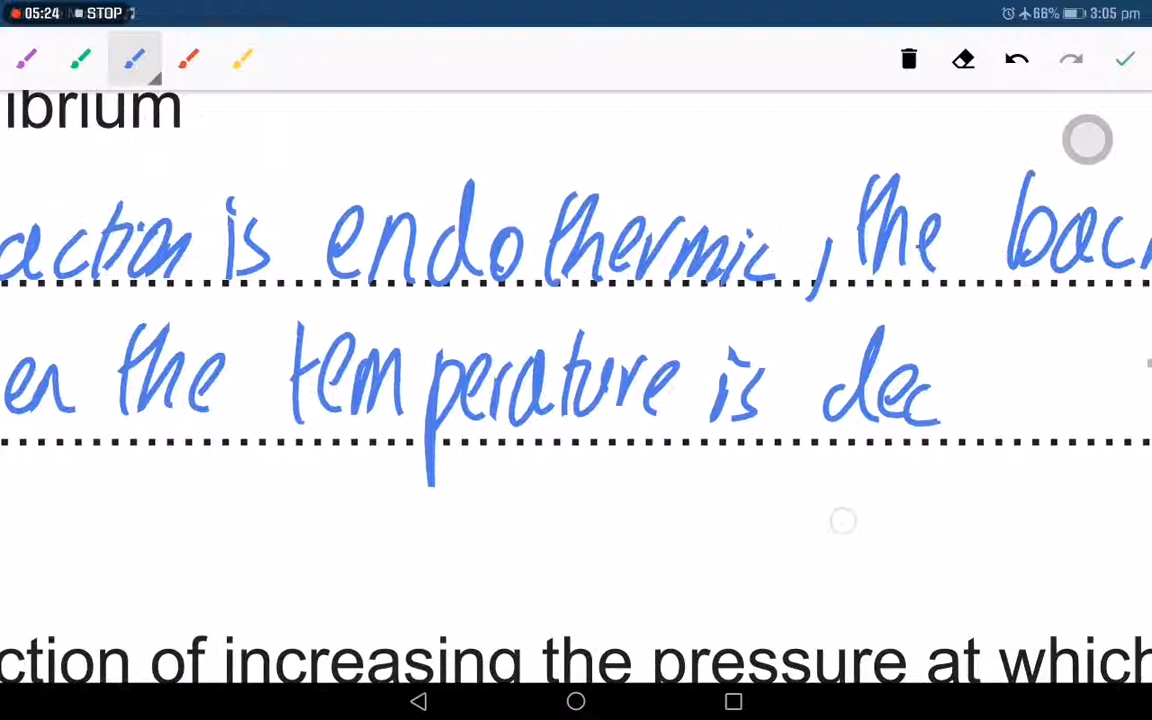 05:24 STOP 66% 3:05 pm
ibrium
action is endothermic, the bac
en the temperature is dec
ction of increasing the pressure at which